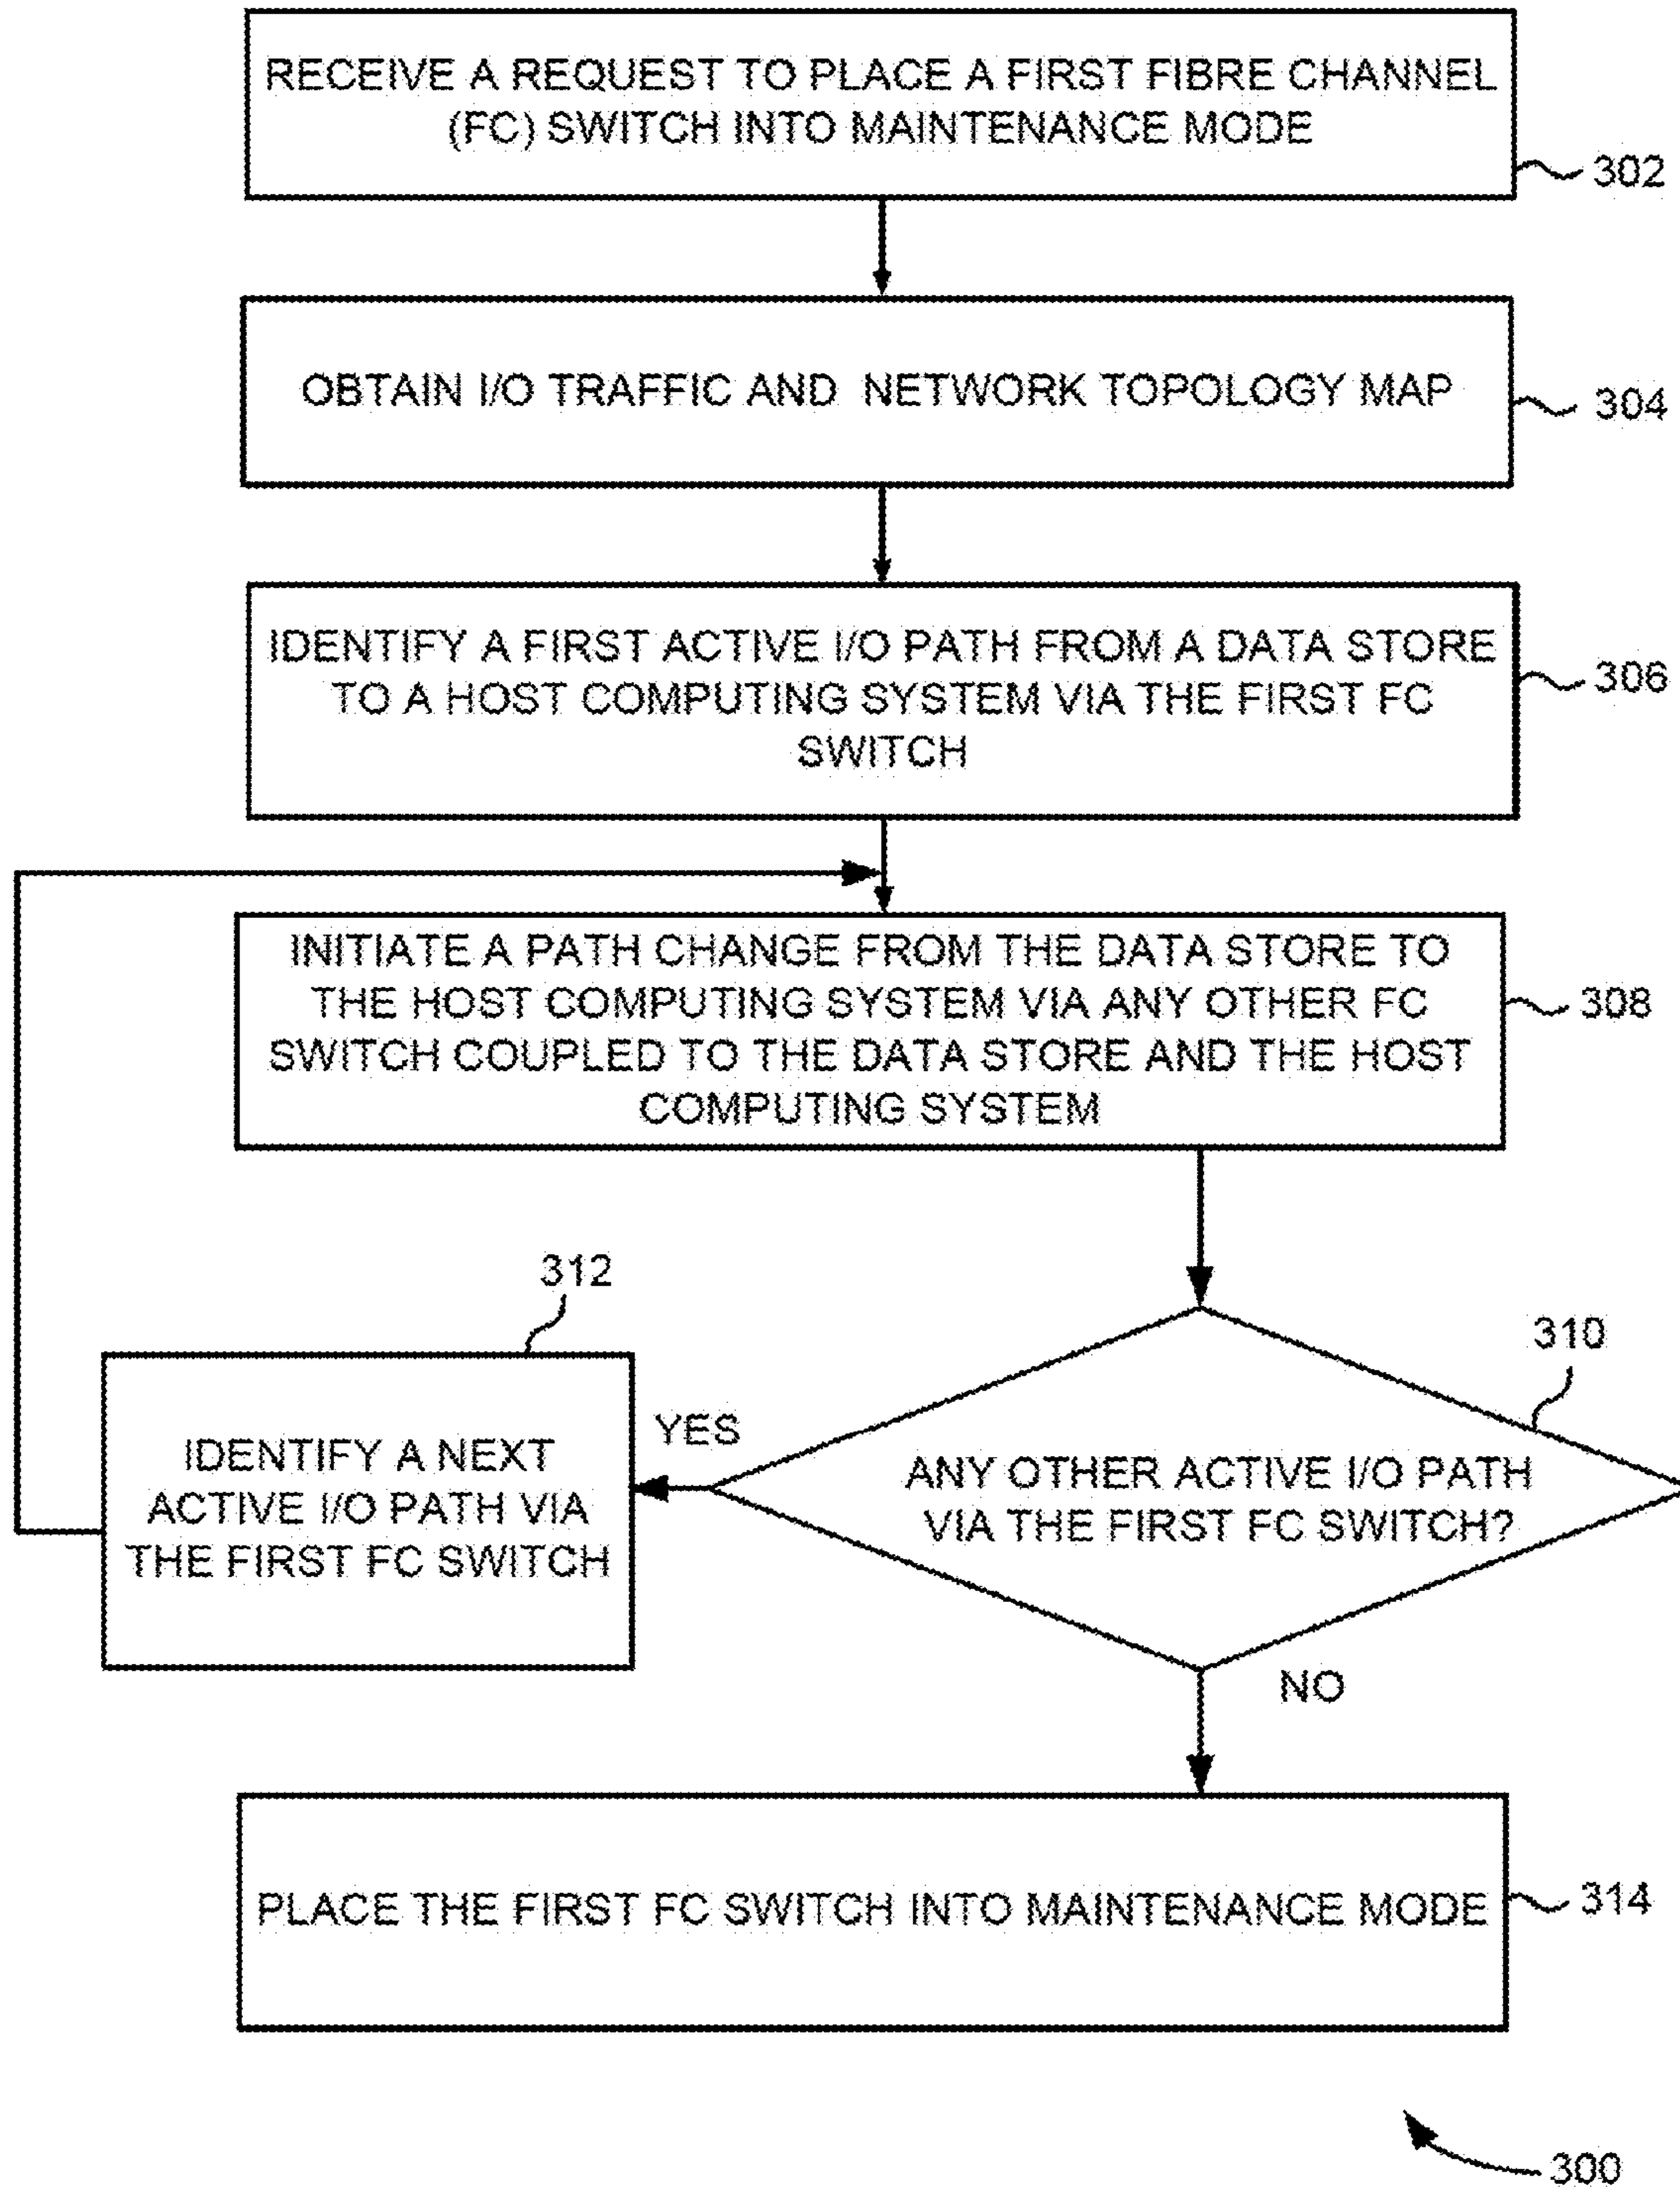 RECEIVE A REQUEST TO PLACE A FIRST FIBRE CHANNEL
(FC) SWITCH INTO MAINTENANCE MODE
302
OBTAIN I/O TRAFFIC AND NETWORK TOPOLOGY MAP
304
IDENTIFY A FIRST ACTIVE I/O PATH FROM A DATA STORE
TO A HOST COMPUTING SYSTEM VIA THE FIRST FC
SWITCH
306
INITIATE A PATH CHANGE FROM THE DATA STORE TO
THE HOST COMPUTING SYSTEM VIA ANY OTHER FC
SWITCH COUPLED TO THE DATA STORE AND THE HOST
COMPUTING SYSTEM
308
312
310
YES
IDENTIFY A NEXT
ACTIVE I/O PATH VIA
THE FIRST FC SWITCH
ANY OTHER ACTIVE I/O PATH
VIA THE FIRST FC SWITCH?
NO
PLACE THE FIRST FC SWITCH INTO MAINTENANCE MODE
314
300